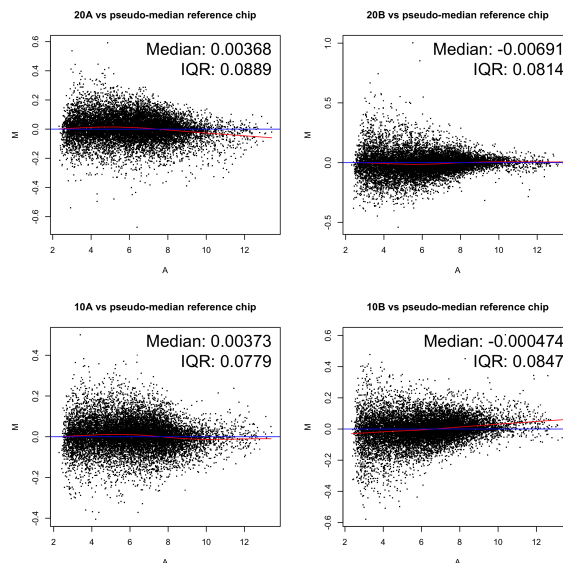 20A vs pseudo-median reference chip
Median: 0.00368
IQR: 0.0889
M
0.6
0.4
0.2
0.0
-0.2
-0.4
-0.6
2 4 6 8 10 12
A
20B vs pseudo-median reference chip
Median: -0.00691
IQR: 0.0814
M
1.0
0.5
0.0
-0.5
2 4 6 8 10 12
A
10A vs pseudo-median reference chip
Median: 0.00373
IQR: 0.0779
M
0.4
0.2
0.0
-0.2
-0.4
2 4 6 8 10 12
A
10B vs pseudo-median reference chip
Median: -0.000474
IQR: 0.0847
M
0.6
0.4
0.2
0.0
-0.2
-0.4
-0.6
2 4 6 8 10 12
A